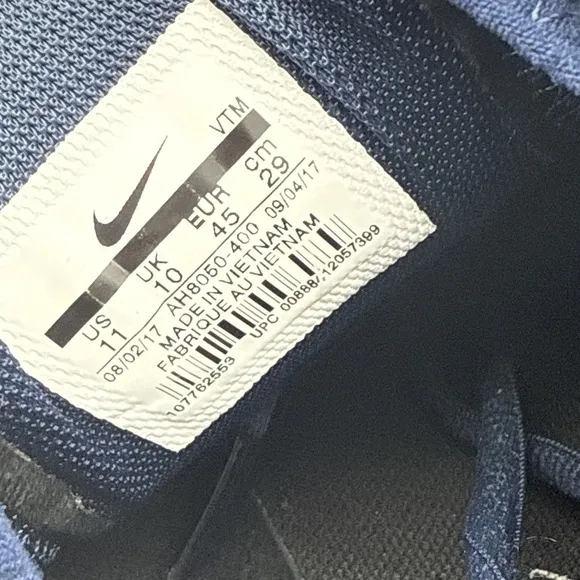 VTM
US UK EUR cm
11 10 45 29
08/02/17 AH8050-400 09/04/17
MADE IN VIETNAM
FABRIQUE AU VIETNAM
107762553 UPC 00888412057399